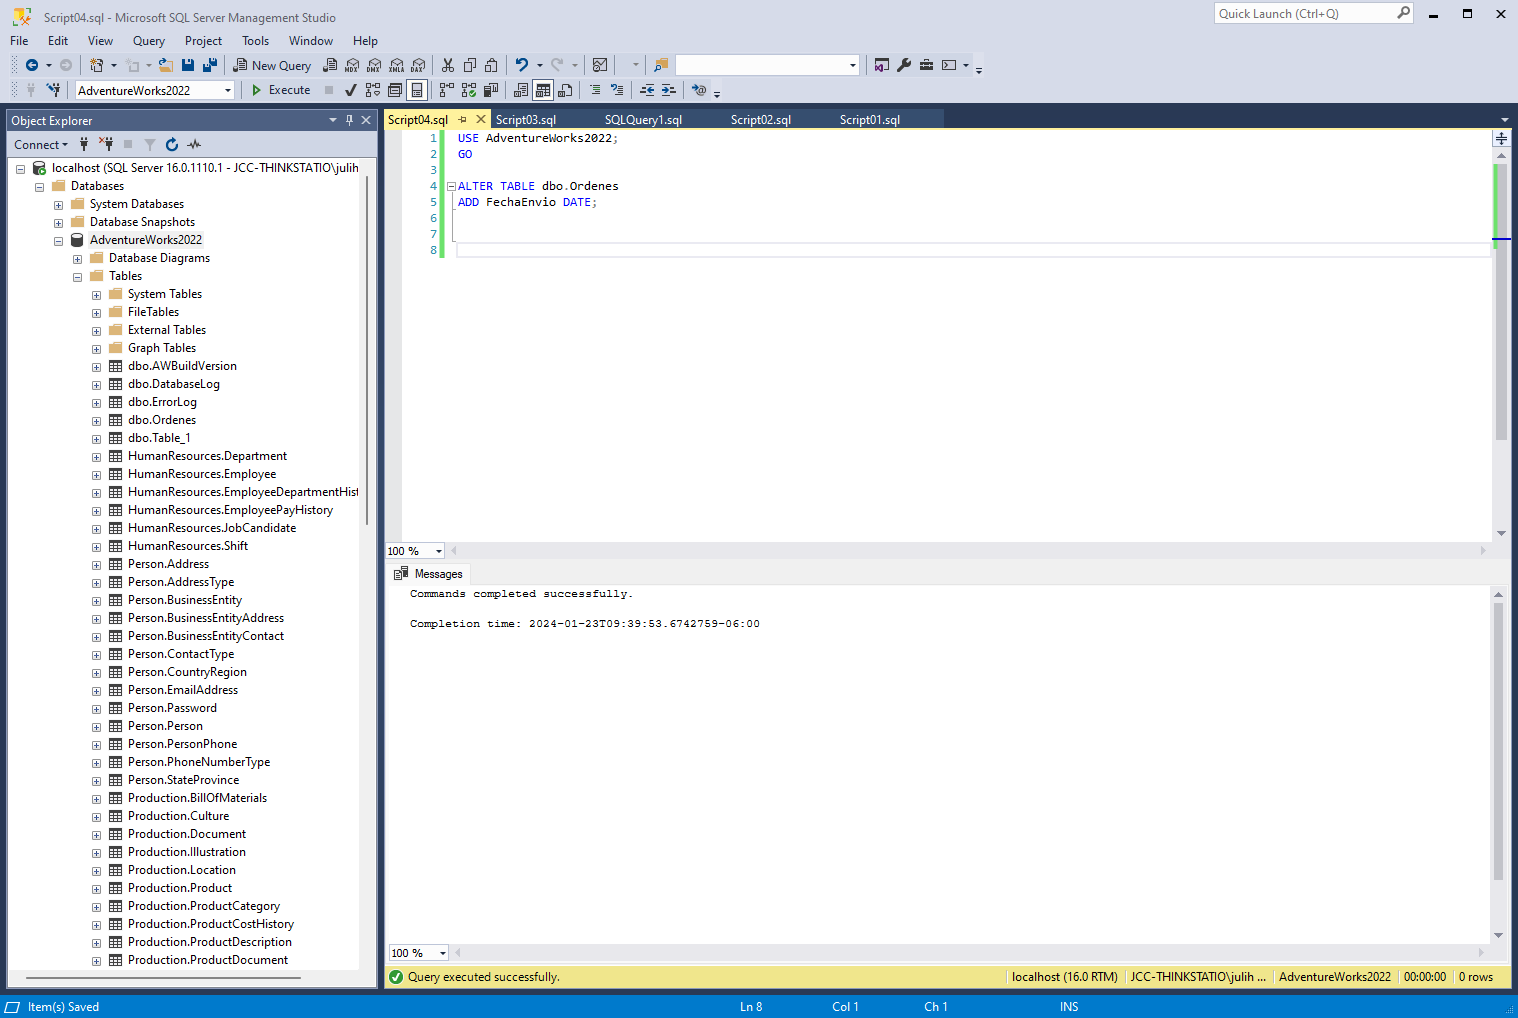 Script04.sql - Microsoft SQL Server Management Studio
Quick Launch (Ctrl+Q)
File Edit View Query Project Tools Window Help
New Query MDX DMX XMLA DAX
AdventureWorks2022 Execute
Object Explorer
Connect
localhost (SQL Server 16.0.1110.1 - JCC-THINKSTATIO\julih
Databases
System Databases
Database Snapshots
AdventureWorks2022
Database Diagrams
Tables
System Tables
FileTables
External Tables
Graph Tables
dbo.AWBuildVersion
dbo.DatabaseLog
dbo.ErrorLog
dbo.Ordenes
dbo.Table_1
HumanResources.Department
HumanResources.Employee
HumanResources.EmployeeDepartmentHist
HumanResources.EmployeePayHistory
HumanResources.JobCandidate
HumanResources.Shift
Person.Address
Person.AddressType
Person.BusinessEntity
Person.BusinessEntityAddress
Person.BusinessEntityContact
Person.ContactType
Person.CountryRegion
Person.EmailAddress
Person.Password
Person.Person
Person.PersonPhone
Person.PhoneNumberType
Person.StateProvince
Production.BillOfMaterials
Production.Culture
Production.Document
Production.Illustration
Production.Location
Production.Product
Production.ProductCategory
Production.ProductCostHistory
Production.ProductDescription
Production.ProductDocument
Script04.sql Script03.sql SQLQuery1.sql Script02.sql Script01.sql
1 USE AdventureWorks2022;
2 GO
3
4 ALTER TABLE dbo.Ordenes
5 ADD FechaEnvio DATE;
6
7
8
100 %
Messages
Commands completed successfully.
Completion time: 2024-01-23T09:39:53.6742759-06:00
100 %
Query executed successfully. localhost (16.0 RTM) JCC-THINKSTATIO\julih ... AdventureWorks2022 00:00:00 0 rows
Item(s) Saved Ln 8 Col 1 Ch 1 INS